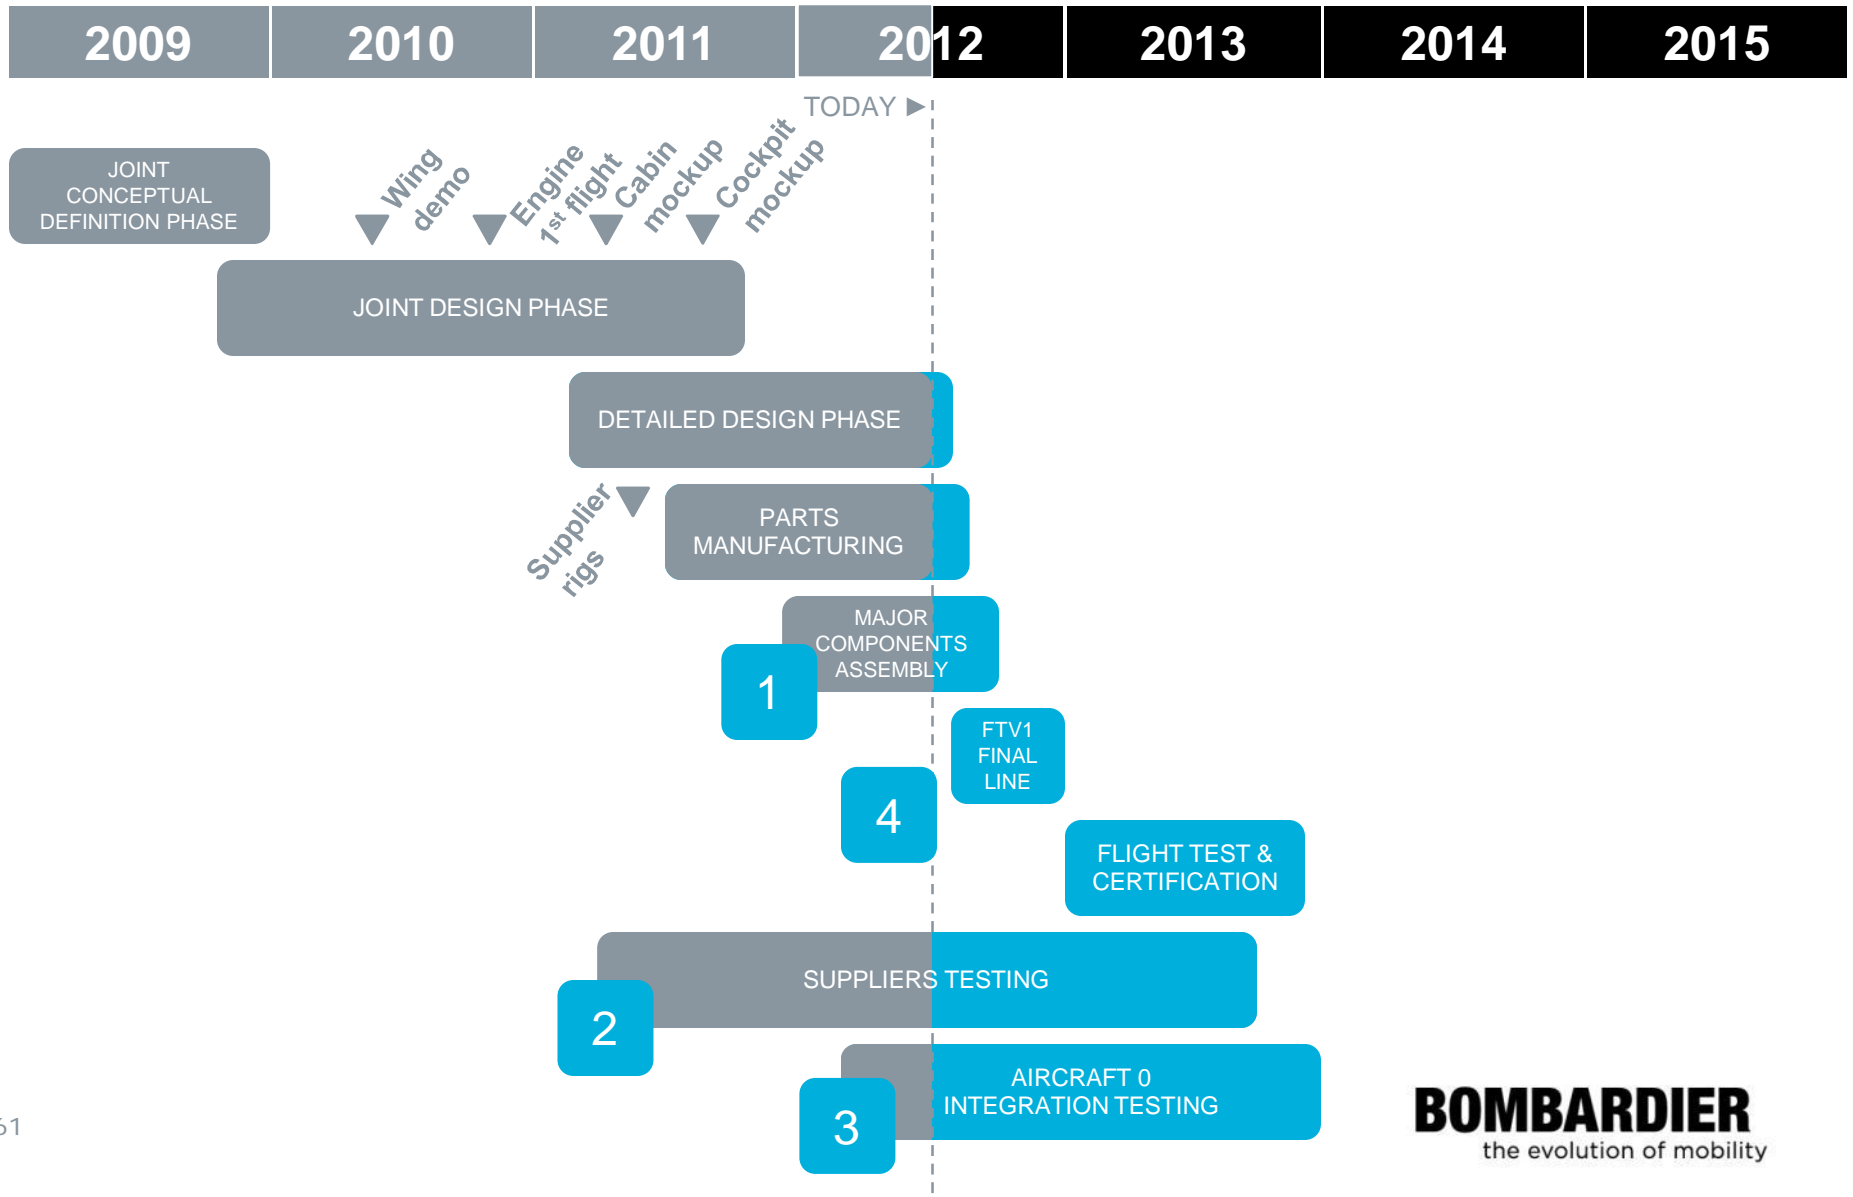 2009 2010 2011 2012 2013 2014 2015
TODAY ►
Wing
demo
Engine
1st flight
Cabin
mockup
Cockpit
mockup
JOINT
CONCEPTUAL
DEFINITION PHASE
JOINT DESIGN PHASE
DETAILED DESIGN PHASE
Supplier
rigs
PARTS
MANUFACTURING
MAJOR
COMPONENTS
ASSEMBLY
1
FTV1
FINAL
LINE
4
FLIGHT TEST &
CERTIFICATION
SUPPLIERS TESTING
2
AIRCRAFT 0
INTEGRATION TESTING
3
61
BOMBARDIER
the evolution of mobility